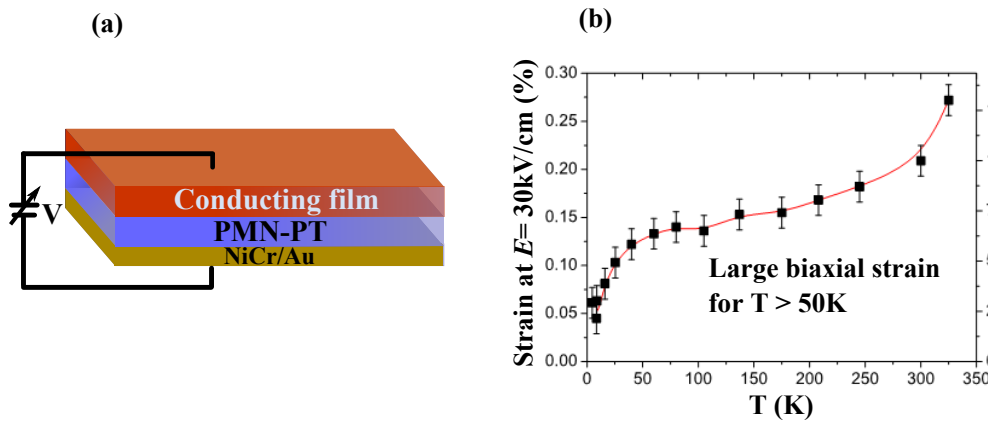 (a)
V
Conducting film
PMN-PT
NiCr/Au
(b)
Strain at E= 30kV/cm (%)
0.30
0.25
0.20
0.15
0.10
0.05
0.00
Large biaxial strain
for T > 50K
0 50 100 150 200 250 300 350
T (K)